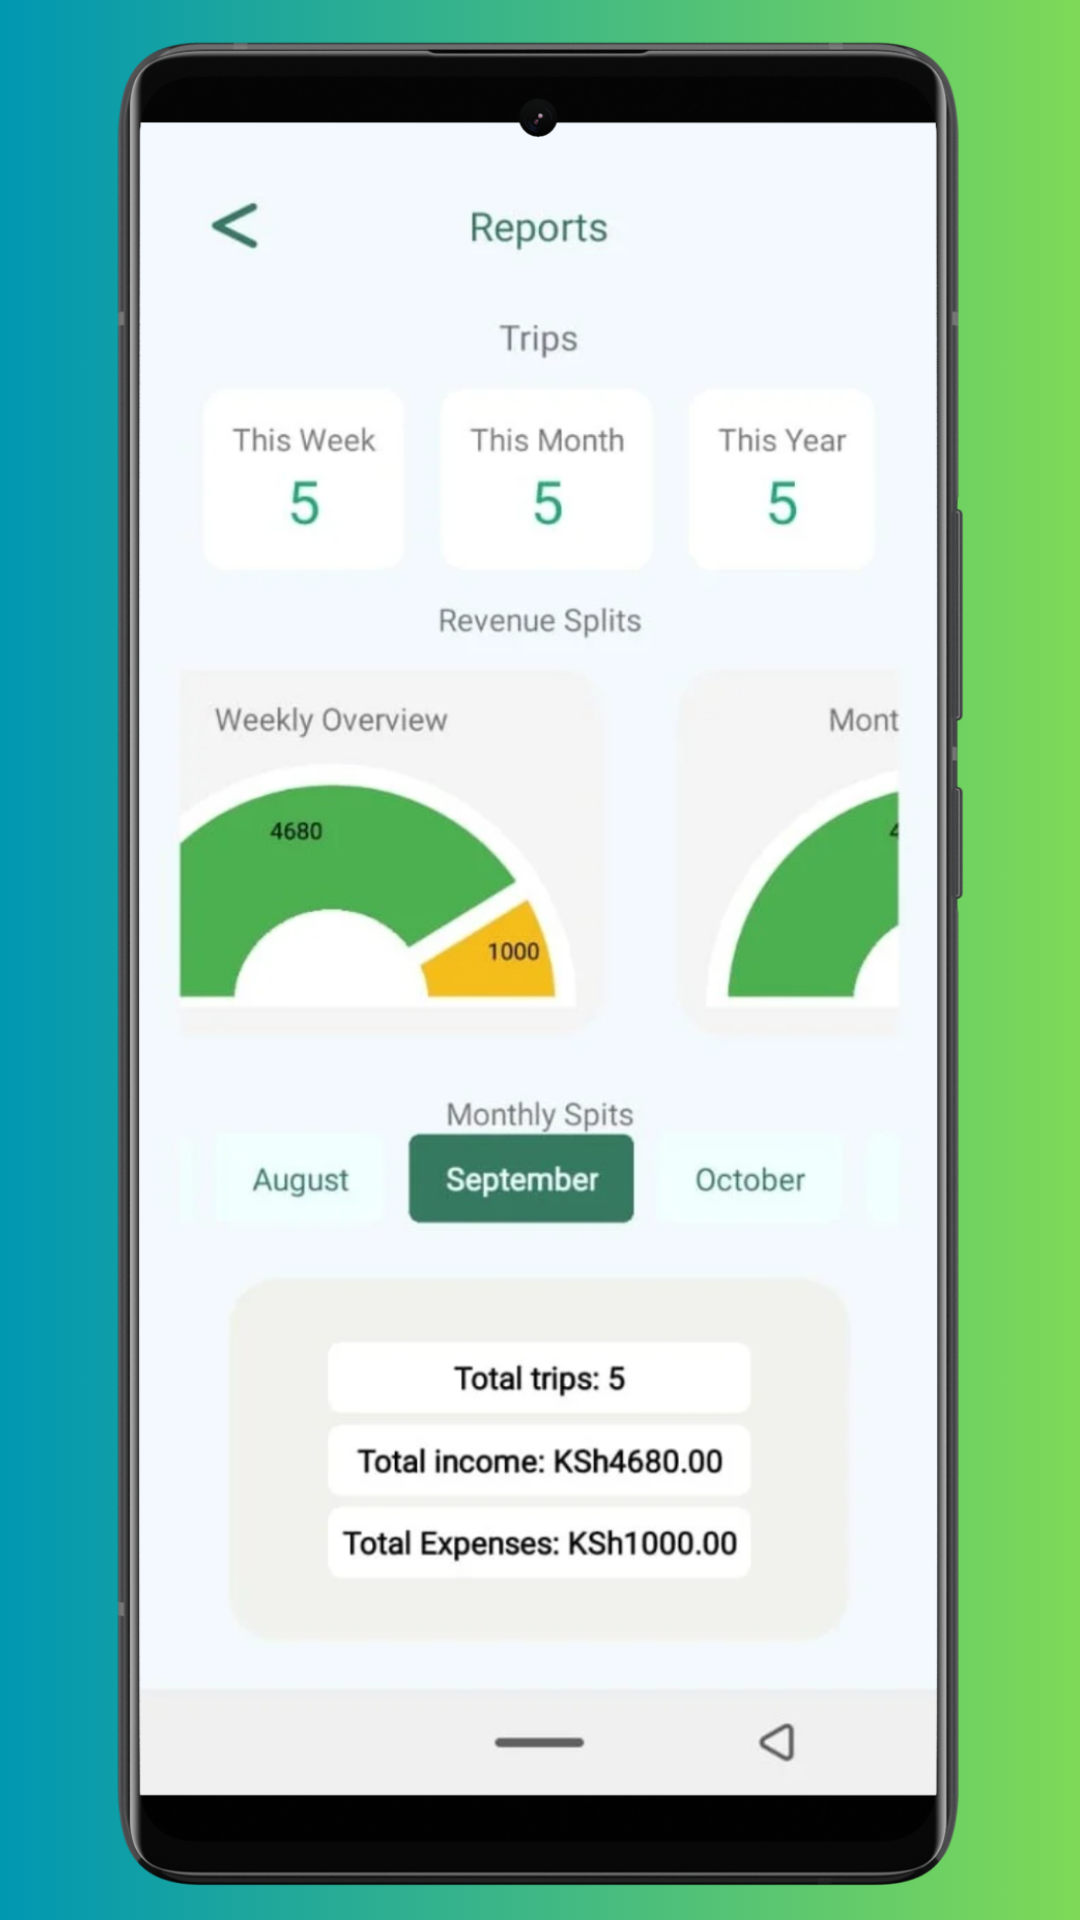 Reports
Trips
This Week
5
This Month
5
This Year
5
Revenue Splits
Weekly Overview
4680
1000
Mont
4
Monthly Spits
August
September
October
Total trips: 5
Total income: KSh4680.00
Total Expenses: KSh1000.00